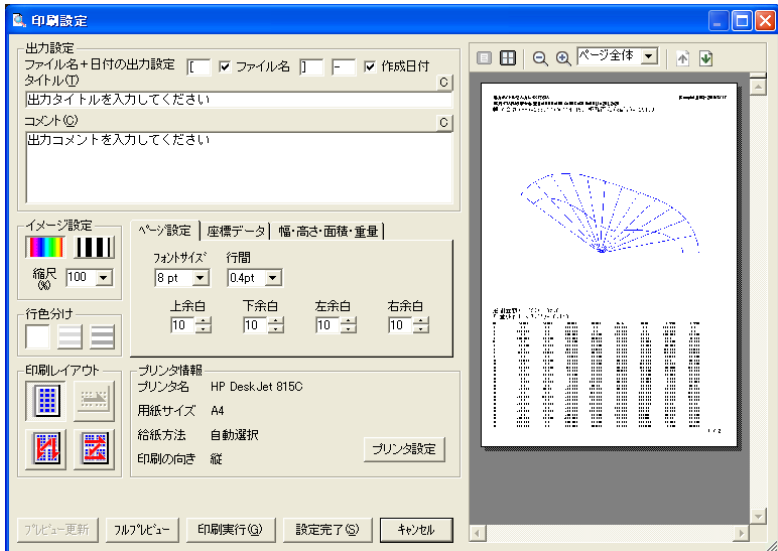 印刷設定
出力設定
ファイル名+日付の出力設定 [ ファイル名 ] - 作成日付
タイトル(T) C
出力タイトルを入力してください
コメント(C) C
出力コメントを入力してください
イメージ設定
縮尺(%) 100
行色分け
印刷レイアウト
ページ設定 座標データ 幅・高さ・面積・重量
フォントサイズ 行間
8 pt 0.4pt
上余白 下余白 左余白 右余白
10 10 10 10
プリンタ情報
プリンタ名 HP DeskJet 815C
用紙サイズ A4
給紙方法 自動選択
印刷の向き 縦
プリンタ設定
プレビュー更新 フルプレビュー 印刷実行(G) 設定完了(S) キャンセル
ページ全体